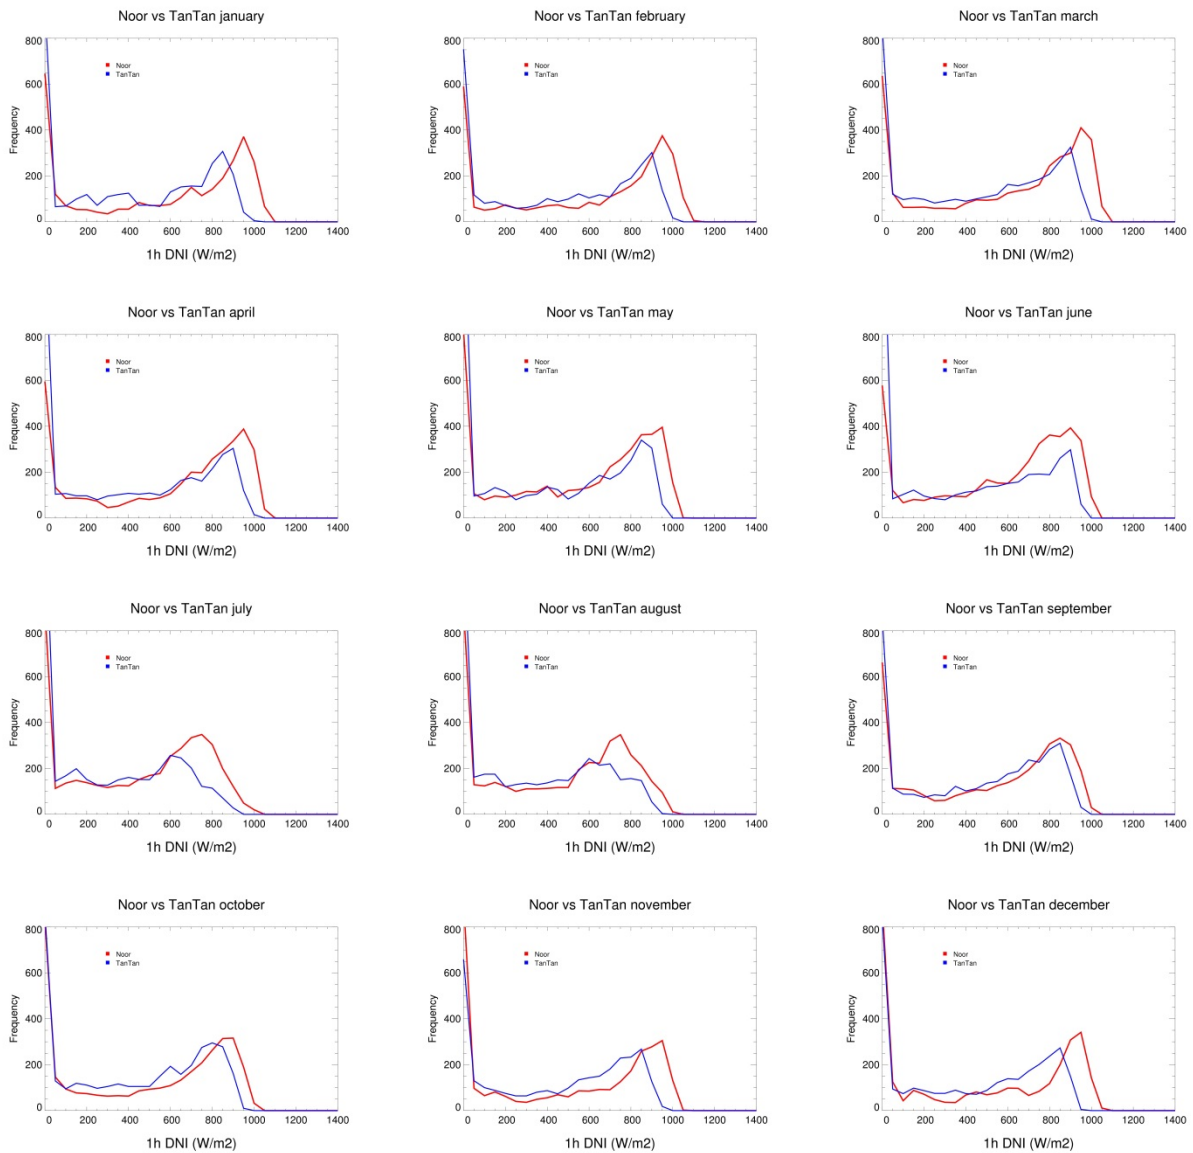 Noor vs TanTan january
800
600
400
200
0
Frequency
Noor
TanTan
0 200 400 600 800 1000 1200 1400
1h DNI (W/m2)
Noor vs TanTan february
800
600
400
200
0
Frequency
Noor
TanTan
0 200 400 600 800 1000 1200 1400
1h DNI (W/m2)
Noor vs TanTan march
800
600
400
200
0
Frequency
Noor
TanTan
0 200 400 600 800 1000 1200 1400
1h DNI (W/m2)
Noor vs TanTan april
800
600
400
200
0
Frequency
Noor
TanTan
0 200 400 600 800 1000 1200 1400
1h DNI (W/m2)
Noor vs TanTan may
800
600
400
200
0
Frequency
Noor
TanTan
0 200 400 600 800 1000 1200 1400
1h DNI (W/m2)
Noor vs TanTan june
800
600
400
200
0
Frequency
Noor
TanTan
0 200 400 600 800 1000 1200 1400
1h DNI (W/m2)
Noor vs TanTan july
800
600
400
200
0
Frequency
Noor
TanTan
0 200 400 600 800 1000 1200 1400
1h DNI (W/m2)
Noor vs TanTan august
800
600
400
200
0
Frequency
Noor
TanTan
0 200 400 600 800 1000 1200 1400
1h DNI (W/m2)
Noor vs TanTan september
800
600
400
200
0
Frequency
Noor
TanTan
0 200 400 600 800 1000 1200 1400
1h DNI (W/m2)
Noor vs TanTan october
800
600
400
200
0
Frequency
Noor
TanTan
0 200 400 600 800 1000 1200 1400
1h DNI (W/m2)
Noor vs TanTan november
800
600
400
200
0
Frequency
Noor
TanTan
0 200 400 600 800 1000 1200 1400
1h DNI (W/m2)
Noor vs TanTan december
800
600
400
200
0
Frequency
Noor
TanTan
0 200 400 600 800 1000 1200 1400
1h DNI (W/m2)